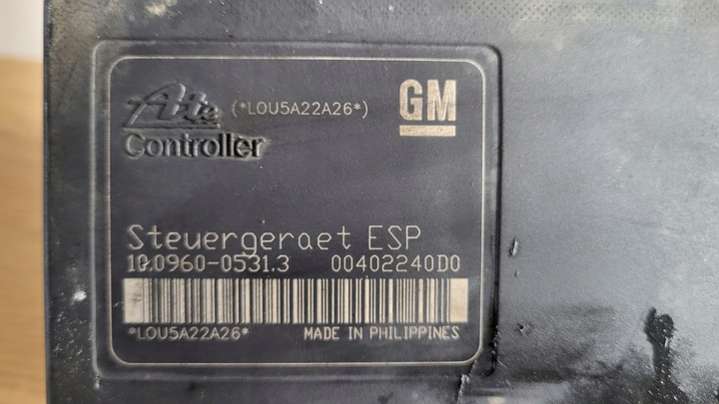 Ate (*LOU5A22A26*) GM
Controller
Steuergeraet ESP
10.0960-0531.3 00402240D0
*LOU5A22A26* MADE IN PHILIPPINES